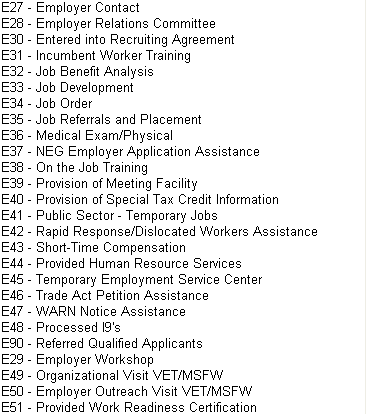 E27 - Employer Contact
E28 - Employer Relations Committee
E30 - Entered into Recruiting Agreement
E31 - Incumbent Worker Training
E32 - Job Benefit Analysis
E33 - Job Development
E34 - Job Order
E35 - Job Referrals and Placement
E36 - Medical Exam/Physical
E37 - NEG Employer Application Assistance
E38 - On the Job Training
E39 - Provision of Meeting Facility
E40 - Provision of Special Tax Credit Information
E41 - Public Sector - Temporary Jobs
E42 - Rapid Response/Dislocated Workers Assistance
E43 - Short-Time Compensation
E44 - Provided Human Resource Services
E45 - Temporary Employment Service Center
E46 - Trade Act Petition Assistance
E47 - WARN Notice Assistance
E48 - Processed I9's
E90 - Referred Qualified Applicants
E29 - Employer Workshop
E49 - Organizational Visit VET/MSFW
E50 - Employer Outreach Visit VET/MSFW
E51 - Provided Work Readiness Certification